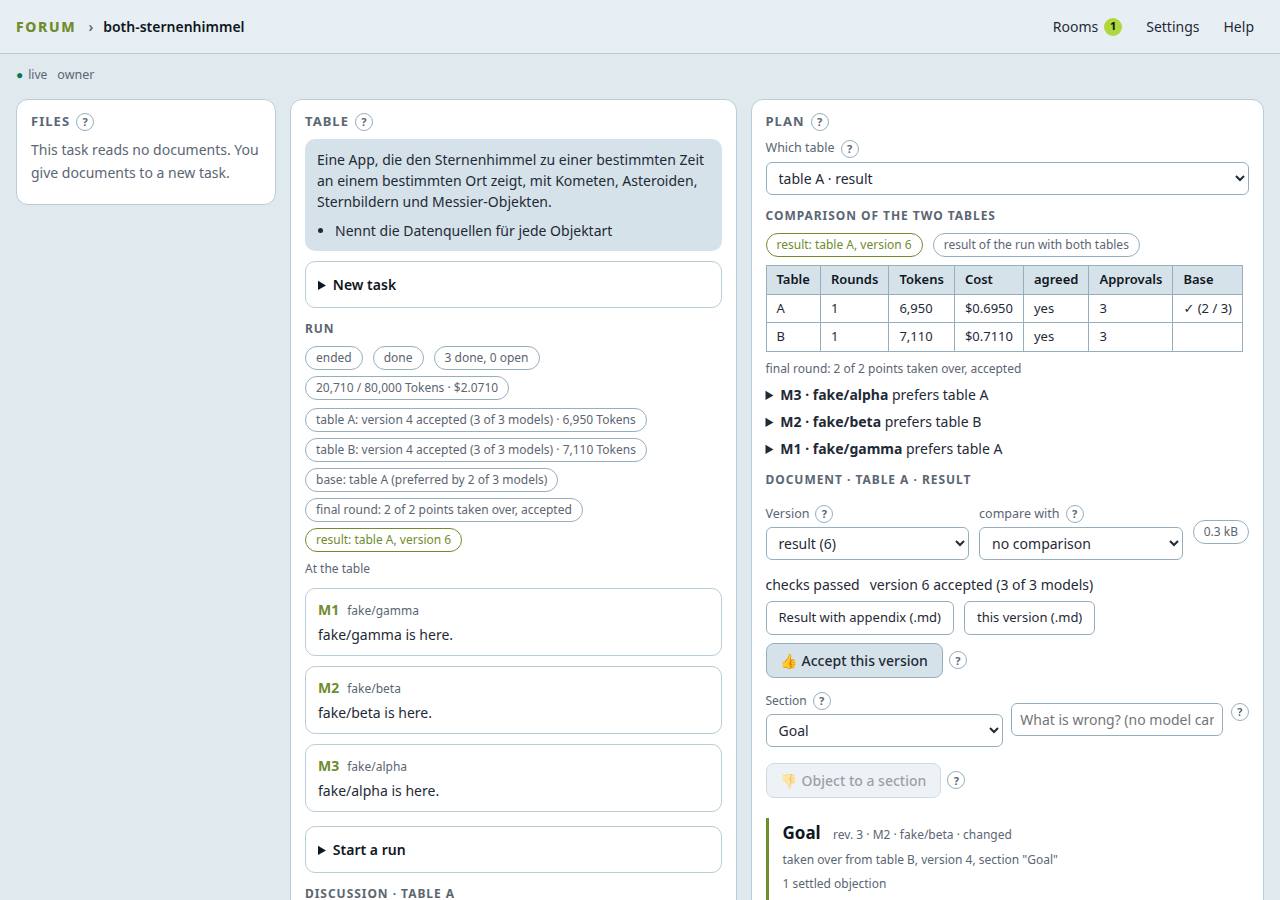 FORUM › both-sternenhimmel
Rooms 1 Settings Help
● live owner
FILES ?
This task reads no documents. You
give documents to a new task.
TABLE ?
Eine App, die den Sternenhimmel zu einer bestimmten Zeit
an einem bestimmten Ort zeigt, mit Kometen, Asteroiden,
Sternbildern und Messier-Objekten.
• Nennt die Datenquellen für jede Objektart
▶ New task
RUN
ended done 3 done, 0 open
20,710 / 80,000 Tokens · $2.0710
table A: version 4 accepted (3 of 3 models) · 6,950 Tokens
table B: version 4 accepted (3 of 3 models) · 7,110 Tokens
base: table A (preferred by 2 of 3 models)
final round: 2 of 2 points taken over, accepted
result: table A, version 6
At the table
M1 fake/gamma
fake/gamma is here.
M2 fake/beta
fake/beta is here.
M3 fake/alpha
fake/alpha is here.
▶ Start a run
DISCUSSION · TABLE A
PLAN ?
Which table ?
table A · result
COMPARISON OF THE TWO TABLES
result: table A, version 6 result of the run with both tables
Table Rounds Tokens Cost agreed Approvals Base
A 1 6,950 $0.6950 yes 3 ✓ (2 / 3)
B 1 7,110 $0.7110 yes 3
final round: 2 of 2 points taken over, accepted
▶ M3 · fake/alpha prefers table A
▶ M2 · fake/beta prefers table B
▶ M1 · fake/gamma prefers table A
DOCUMENT · TABLE A · RESULT
Version ? compare with ?
result (6) no comparison 0.3 kB
checks passed version 6 accepted (3 of 3 models)
Result with appendix (.md) this version (.md)
👍 Accept this version ?
Section ?
Goal What is wrong? (no model car ?
👎 Object to a section ?
Goal rev. 3 · M2 · fake/beta · changed
taken over from table B, version 4, section "Goal"
1 settled objection